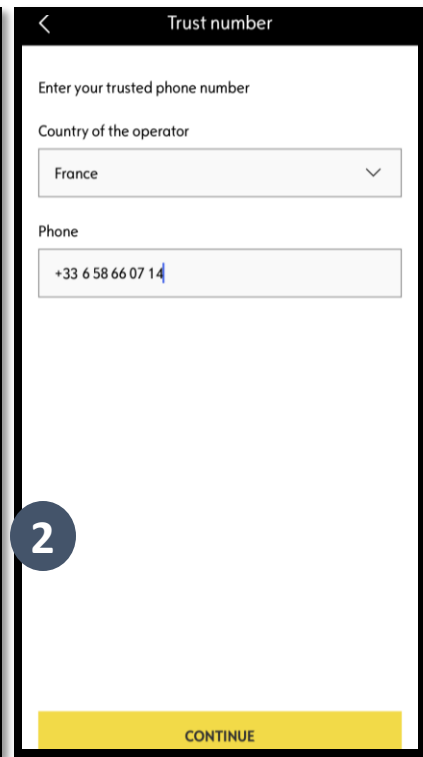 Trust number
Enter your trusted phone number
Country of the operator
France
Phone
+33 6 58 66 07 14
2
CONTINUE